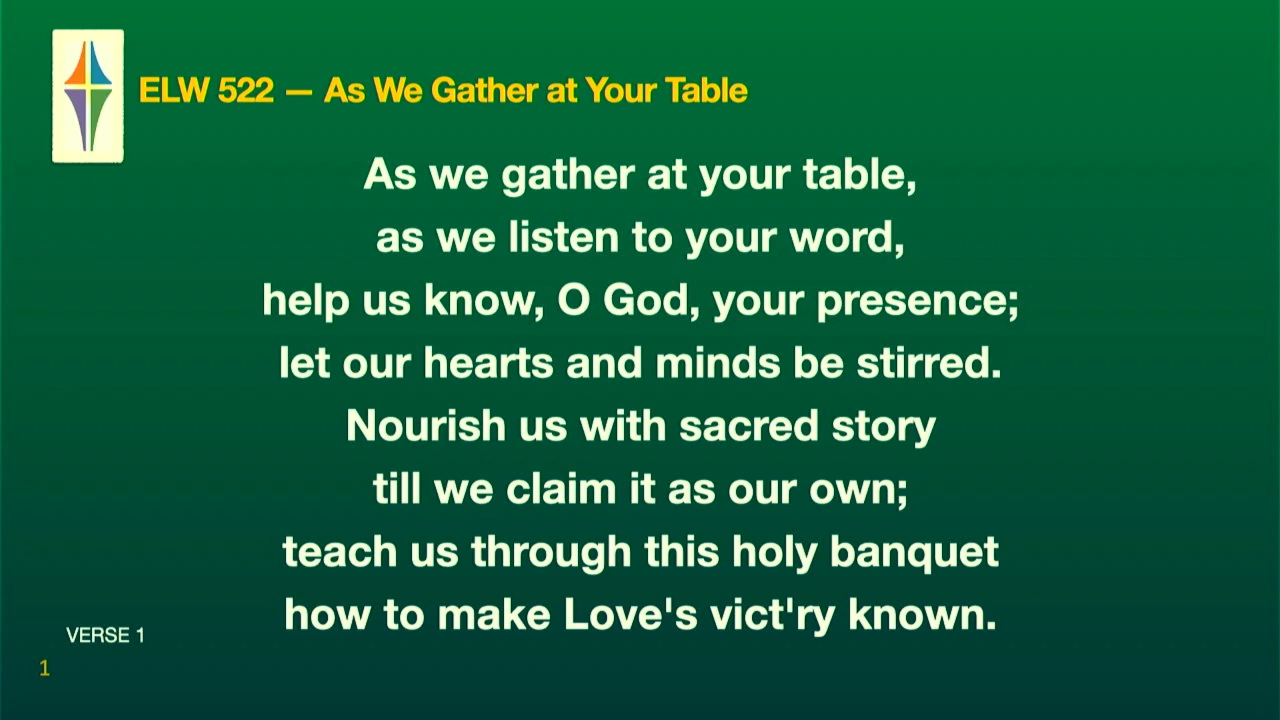 ELW 522 — As We Gather at Your Table
As we gather at your table,
as we listen to your word,
help us know, O God, your presence;
let our hearts and minds be stirred.
Nourish us with sacred story
till we claim it as our own;
teach us through this holy banquet
how to make Love's vict'ry known.
VERSE 1
1